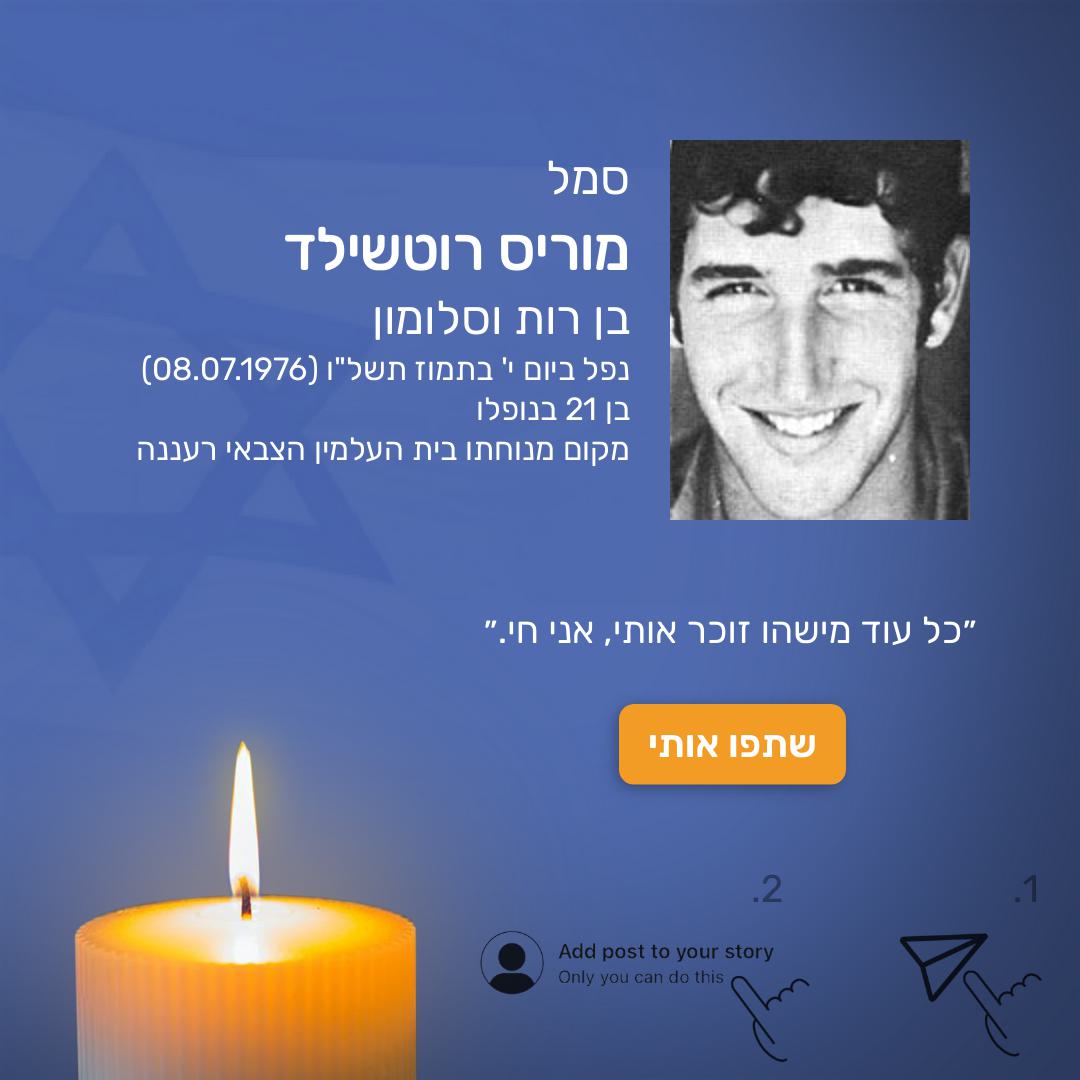 סמל
מוריס רוטשילד
בן רות וסלומון
נפל ביום י' בתמוז תשל"ו (08.07.1976)
בן 21 בנופלו
מקום מנוחתו בית העלמין הצבאי רעננה
״כל עוד מישהו זוכר אותי, אני חי.״
שתפו אותי
.1
.2
Add post to your story
Only you can do this